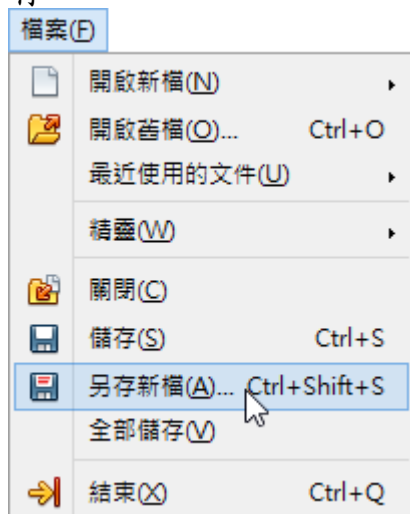 檔案(F)
開啟新檔(N)
開啟舊檔(O)... Ctrl+O
最近使用的文件(U)
精靈(W)
關閉(C)
儲存(S) Ctrl+S
另存新檔(A)... Ctrl+Shift+S
全部儲存(V)
結束(X) Ctrl+Q